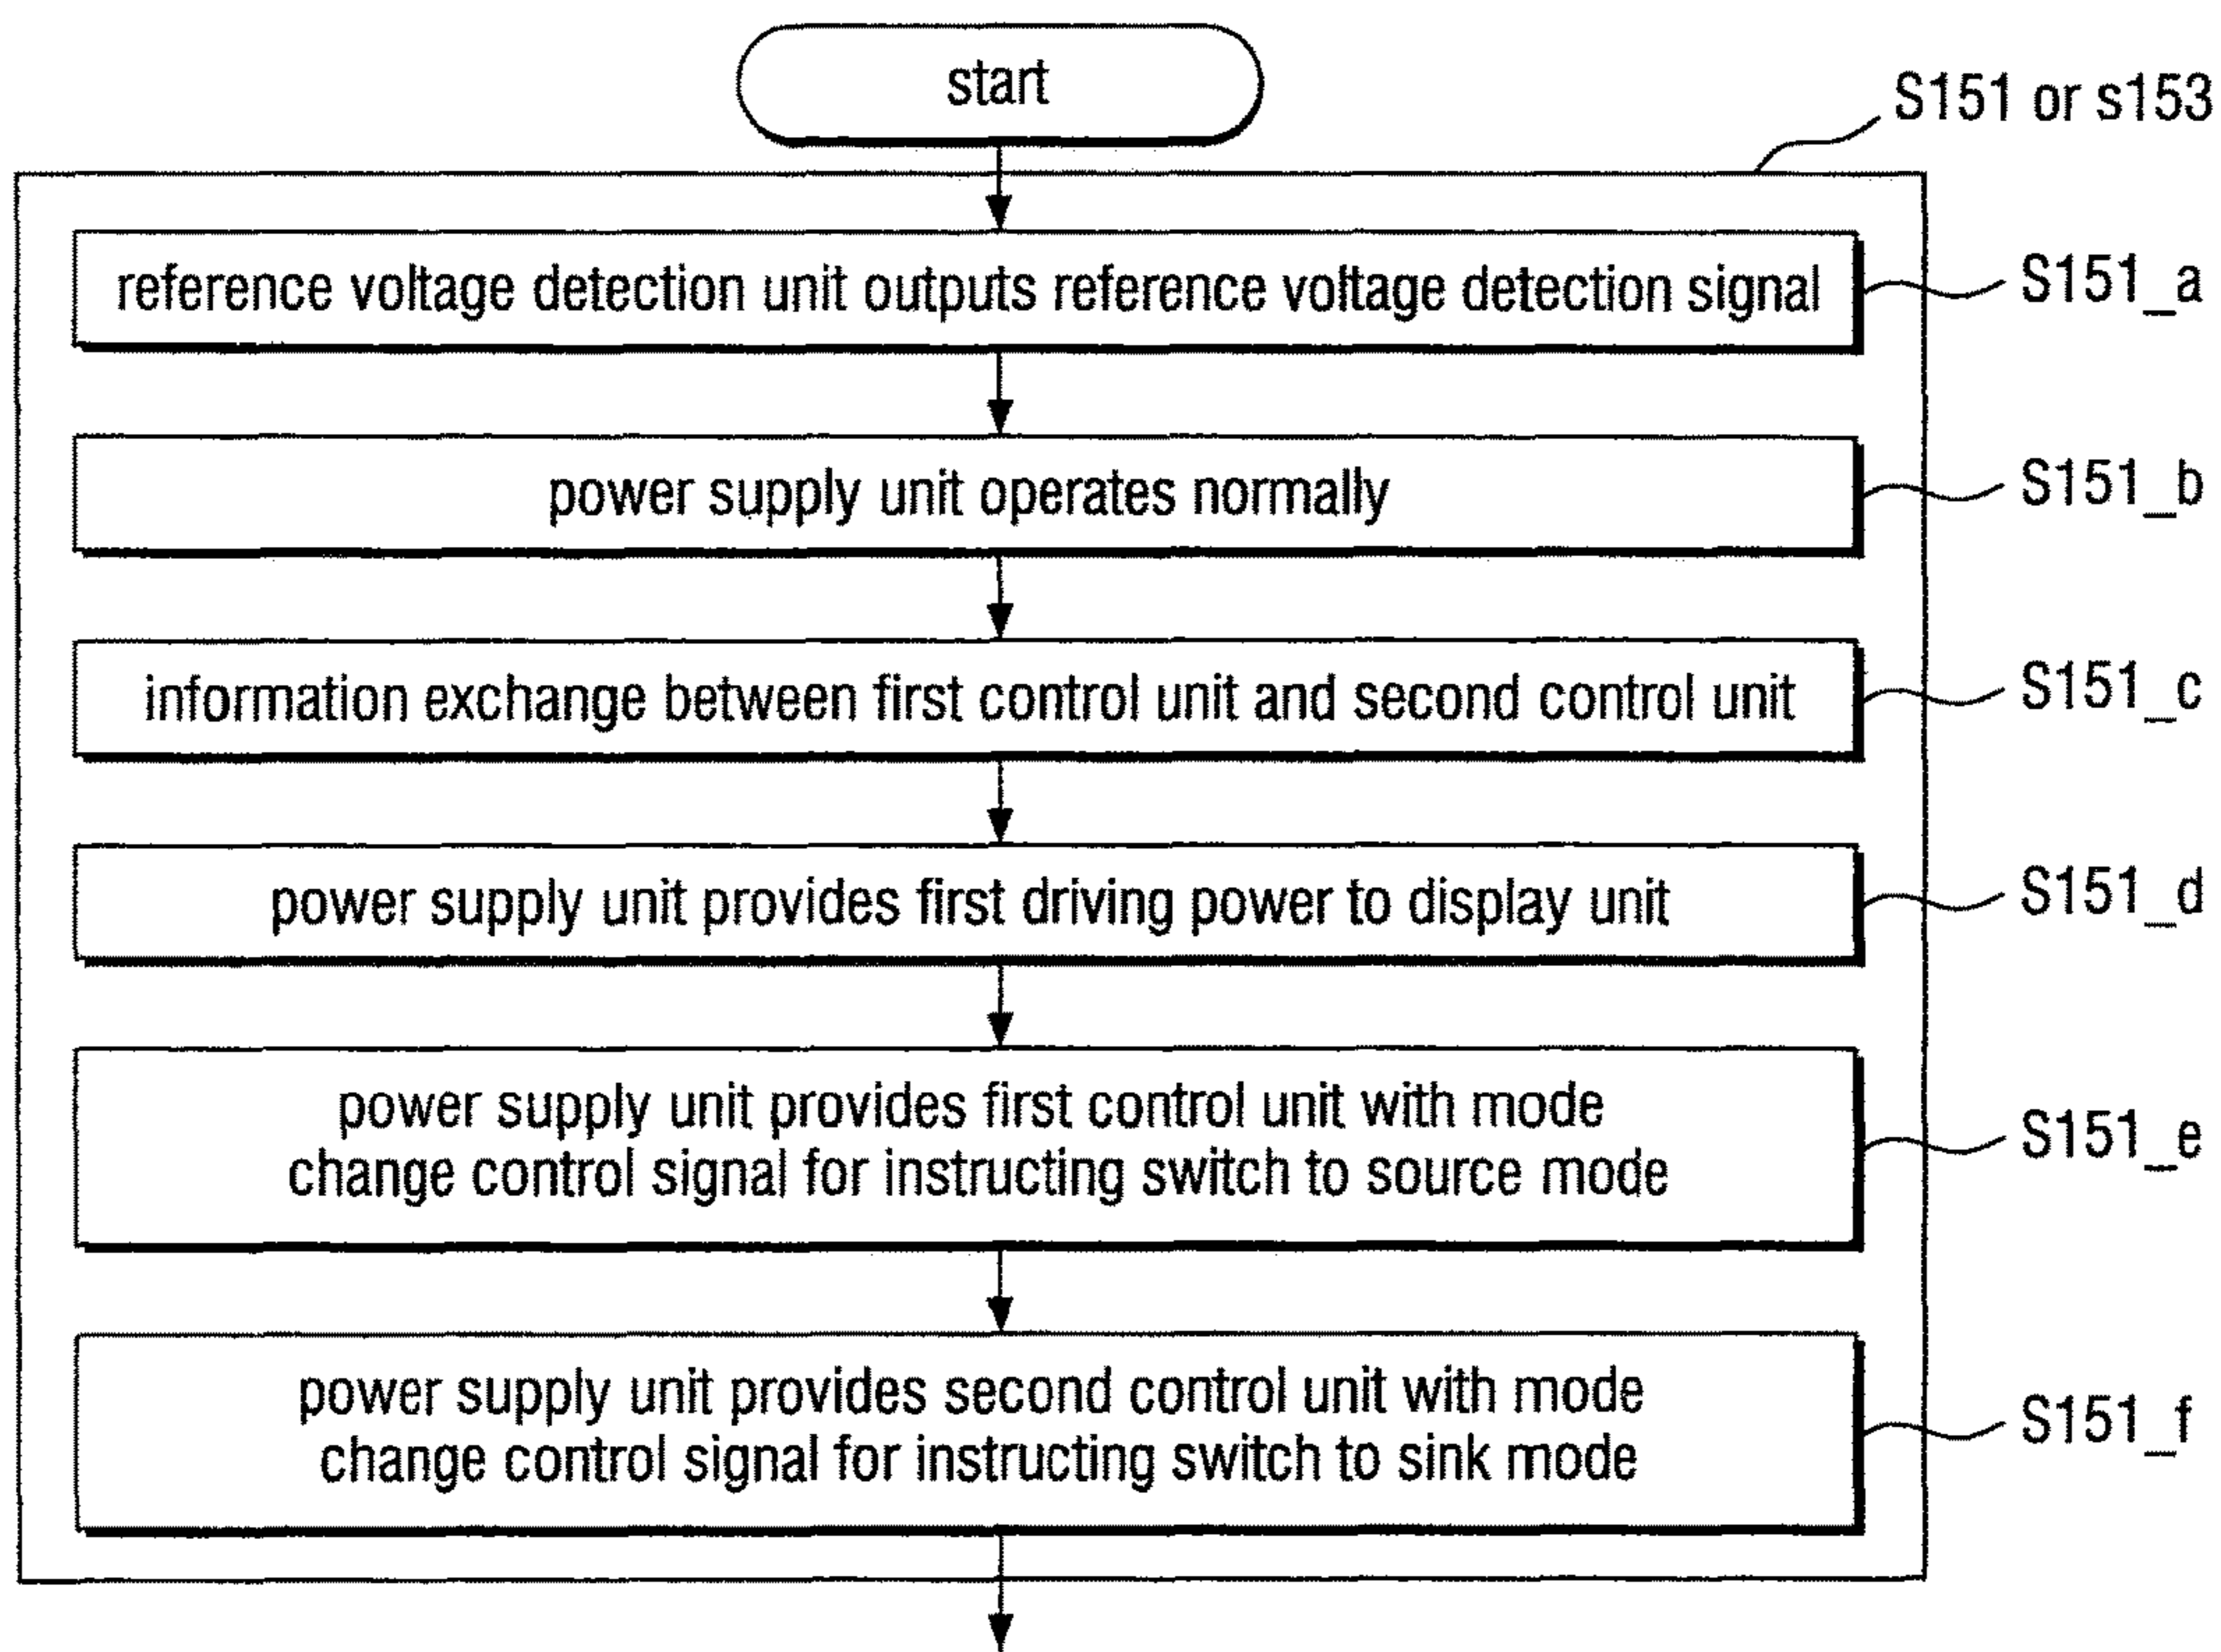 start
S151 or s153
reference voltage detection unit outputs reference voltage detection signal
S151_a
power supply unit operates normally
S151_b
information exchange between first control unit and second control unit
S151_c
power supply unit provides first driving power to display unit
S151_d
power supply unit provides first control unit with mode
change control signal for instructing switch to source mode
S151_e
power supply unit provides second control unit with mode
change control signal for instructing switch to sink mode
S151_f